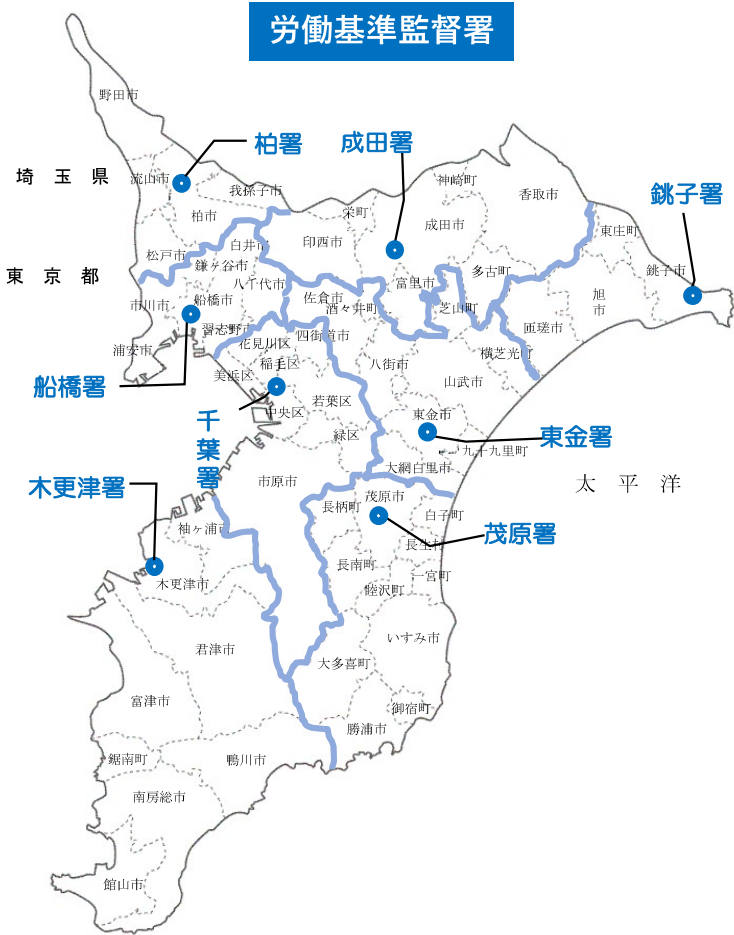 労働基準監督署
野田市
柏署
成田署
埼玉県
流山市
我孫子市
神崎町
香取市
銚子署
柏市
栄町
成田市
東庄町
松戸市
白井市
印西市
東京都
鎌ヶ谷市
多古町
銚子市
八千代市
富里市
市川市
船橋市
佐倉市
酒々井町
芝山町
旭市
習志野市
四街道市
匝瑳市
浦安市
花見川区
稲毛区
八街市
横芝光町
美浜区
山武市
船橋署
若葉区
中央区
東金市
千葉署
緑区
九十九里町
東金署
大網白里市
市原市
太平洋
木更津署
茂原市
長柄町
白子町
袖ヶ浦市
茂原署
長生村
長南町
一宮町
木更津市
睦沢町
いすみ市
君津市
大多喜町
富津市
御宿町
勝浦市
鋸南町
鴨川市
南房総市
館山市